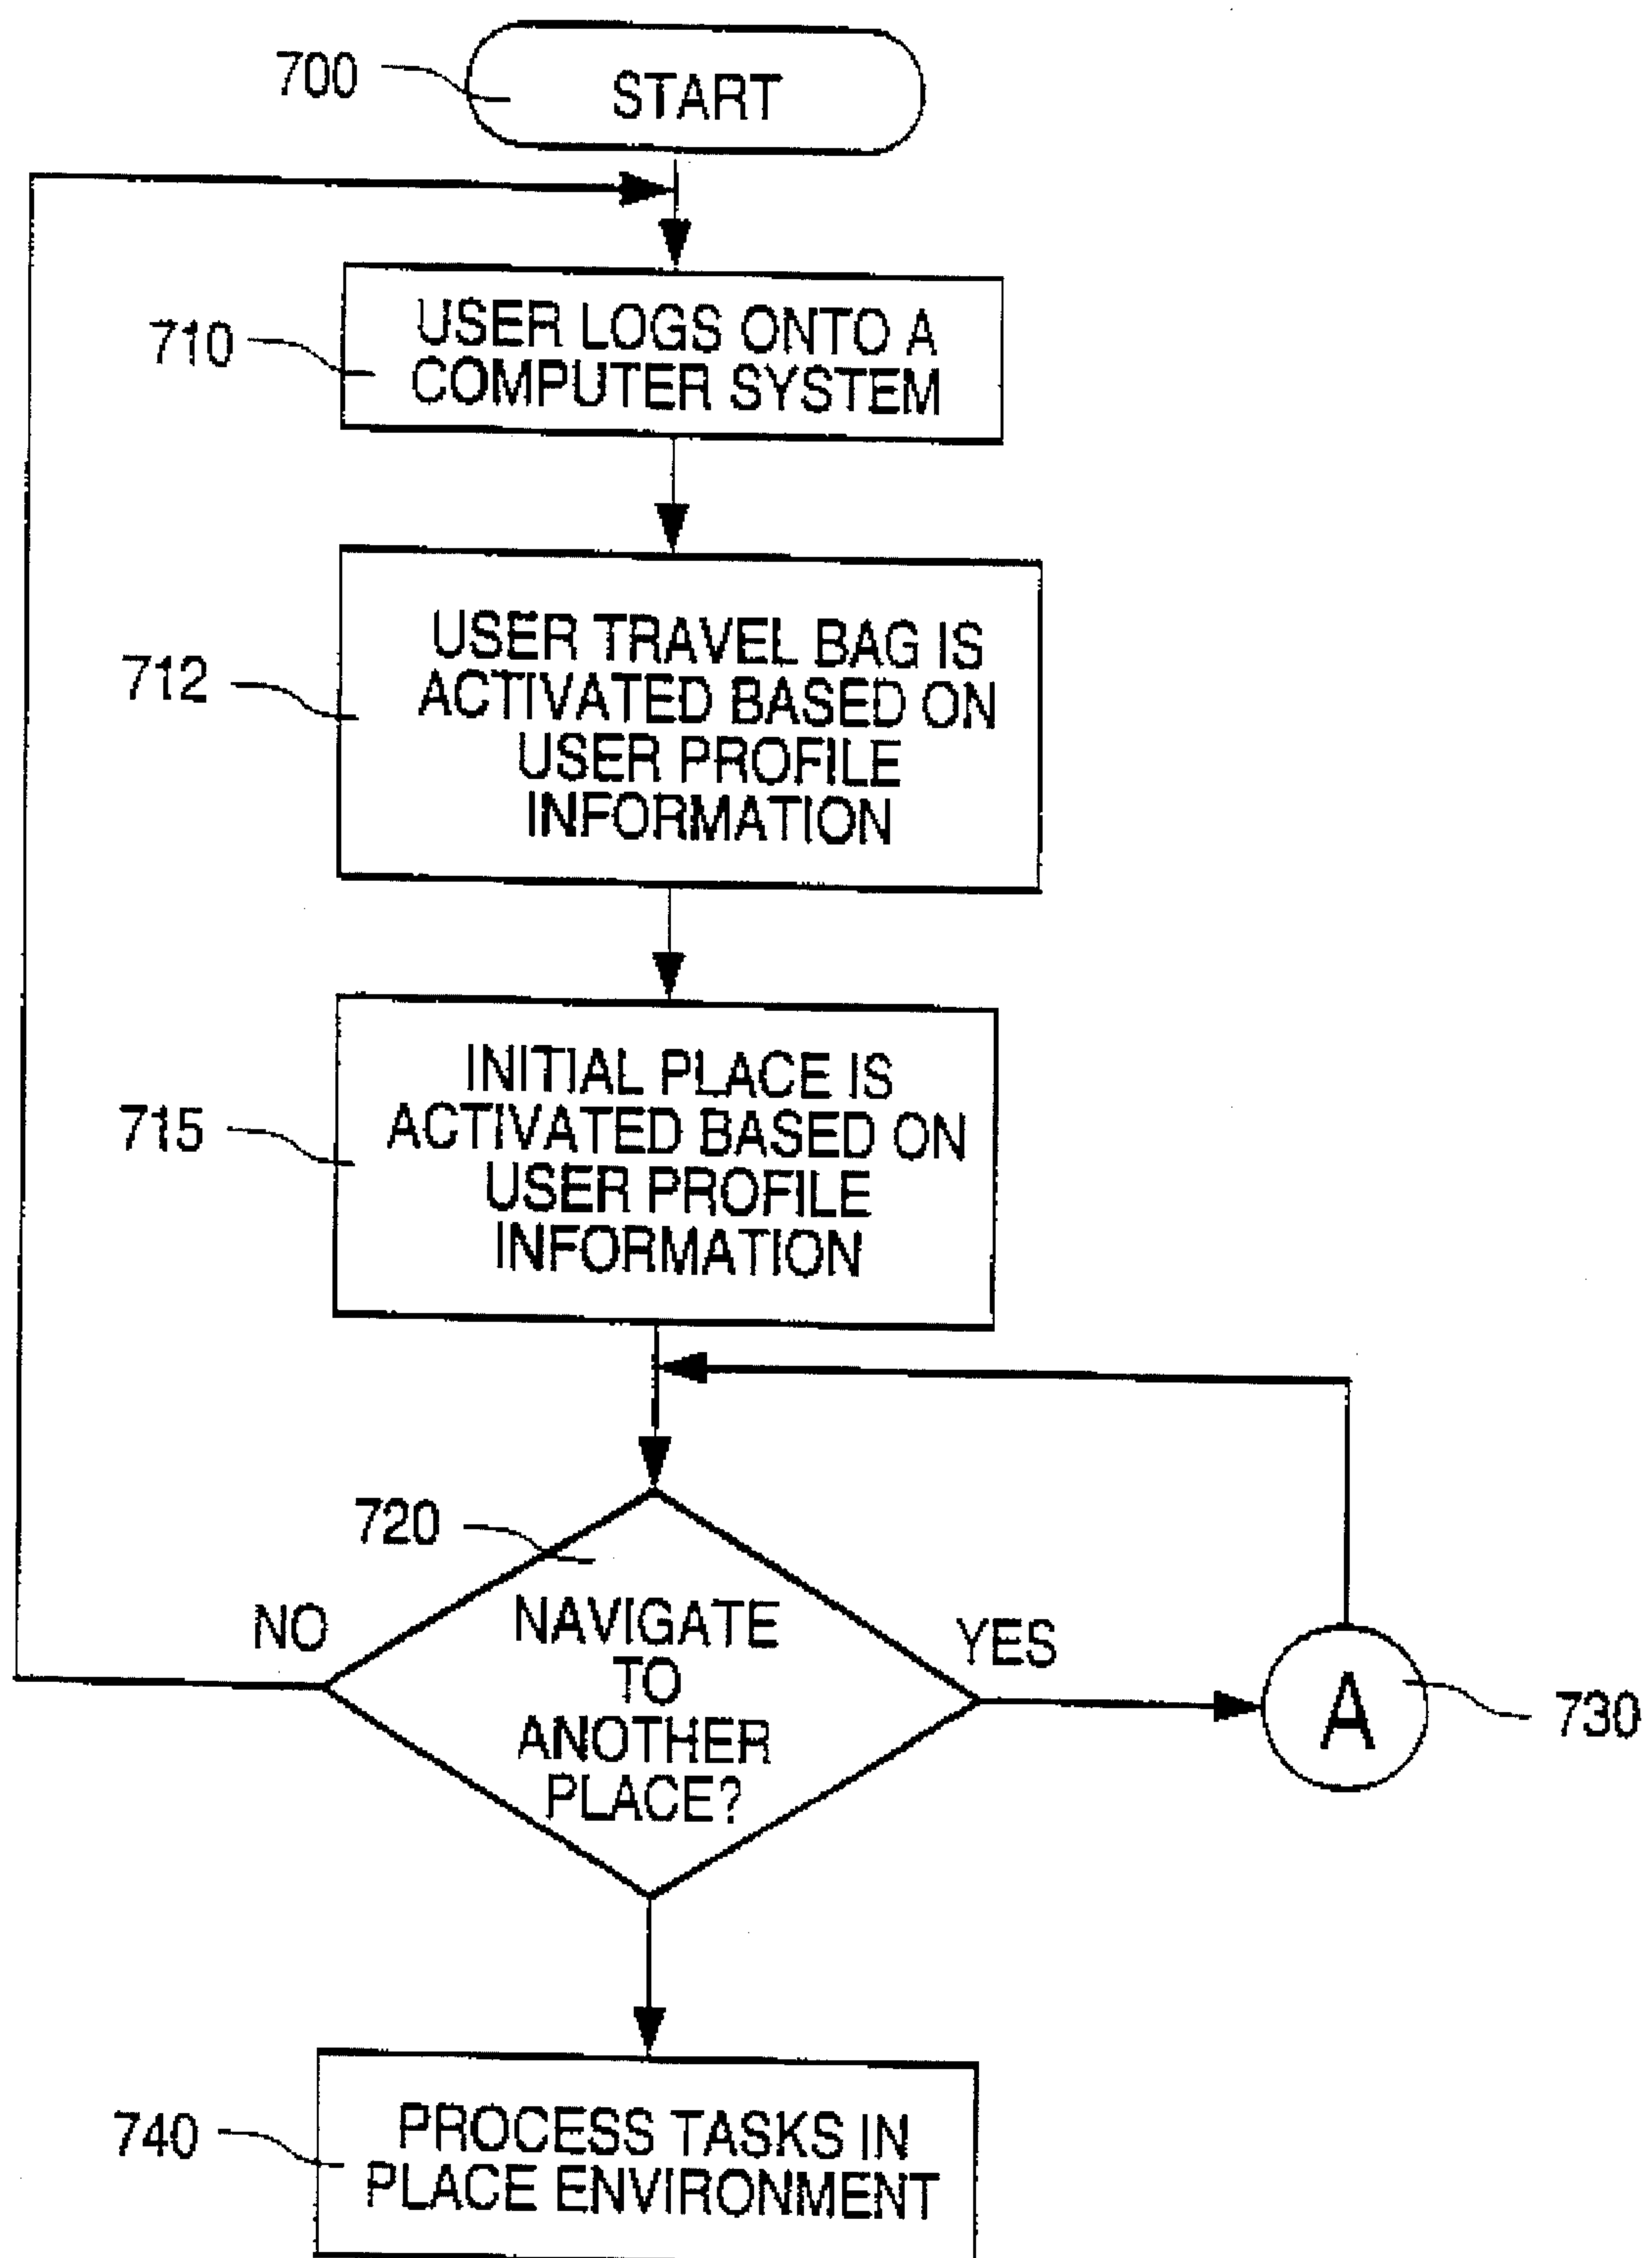 700
START
710
USER LOGS ONTO A
COMPUTER SYSTEM
712
USER TRAVEL BAG IS
ACTIVATED BASED ON
USER PROFILE
INFORMATION
715
INITIAL PLACE IS
ACTIVATED BASED ON
USER PROFILE
INFORMATION
720
NO
NAVIGATE
TO
ANOTHER
PLACE?
YES
A
730
740
PROCESS TASKS IN
PLACE ENVIRONMENT